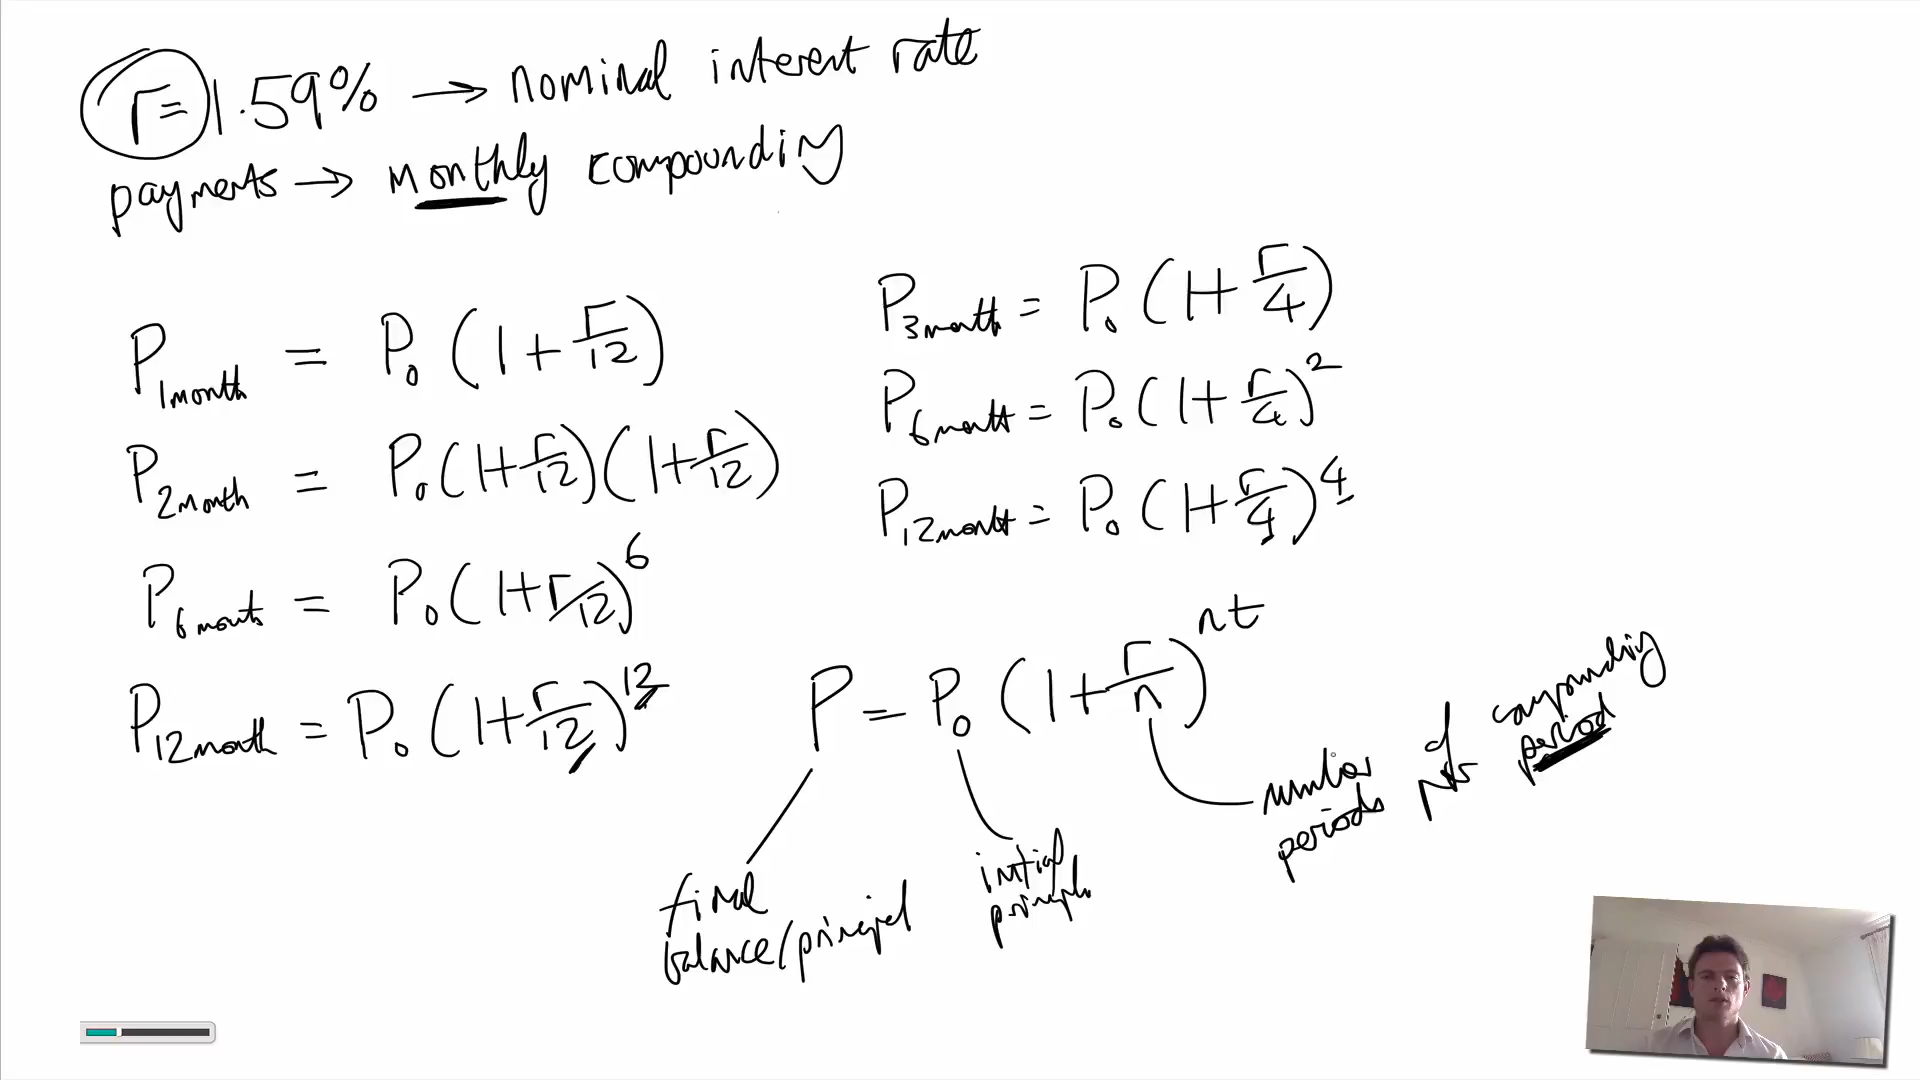 r = 1.59% → nominal interest rate
payments → monthly compounding
P1month = P0 (1 + r/12)
P2month = P0 (1 + r/12)(1 + r/12)
P6months = P0 (1 + r/12)^6
P12month = P0 (1 + r/12)^12
P3month = P0 (1 + r/4)
P6month = P0 (1 + r/4)^2
P12month = P0 (1 + r/4)^4
P = P0 (1 + r/n)^nt
final
balance/principal
initial
principle
number of compounding
periods period